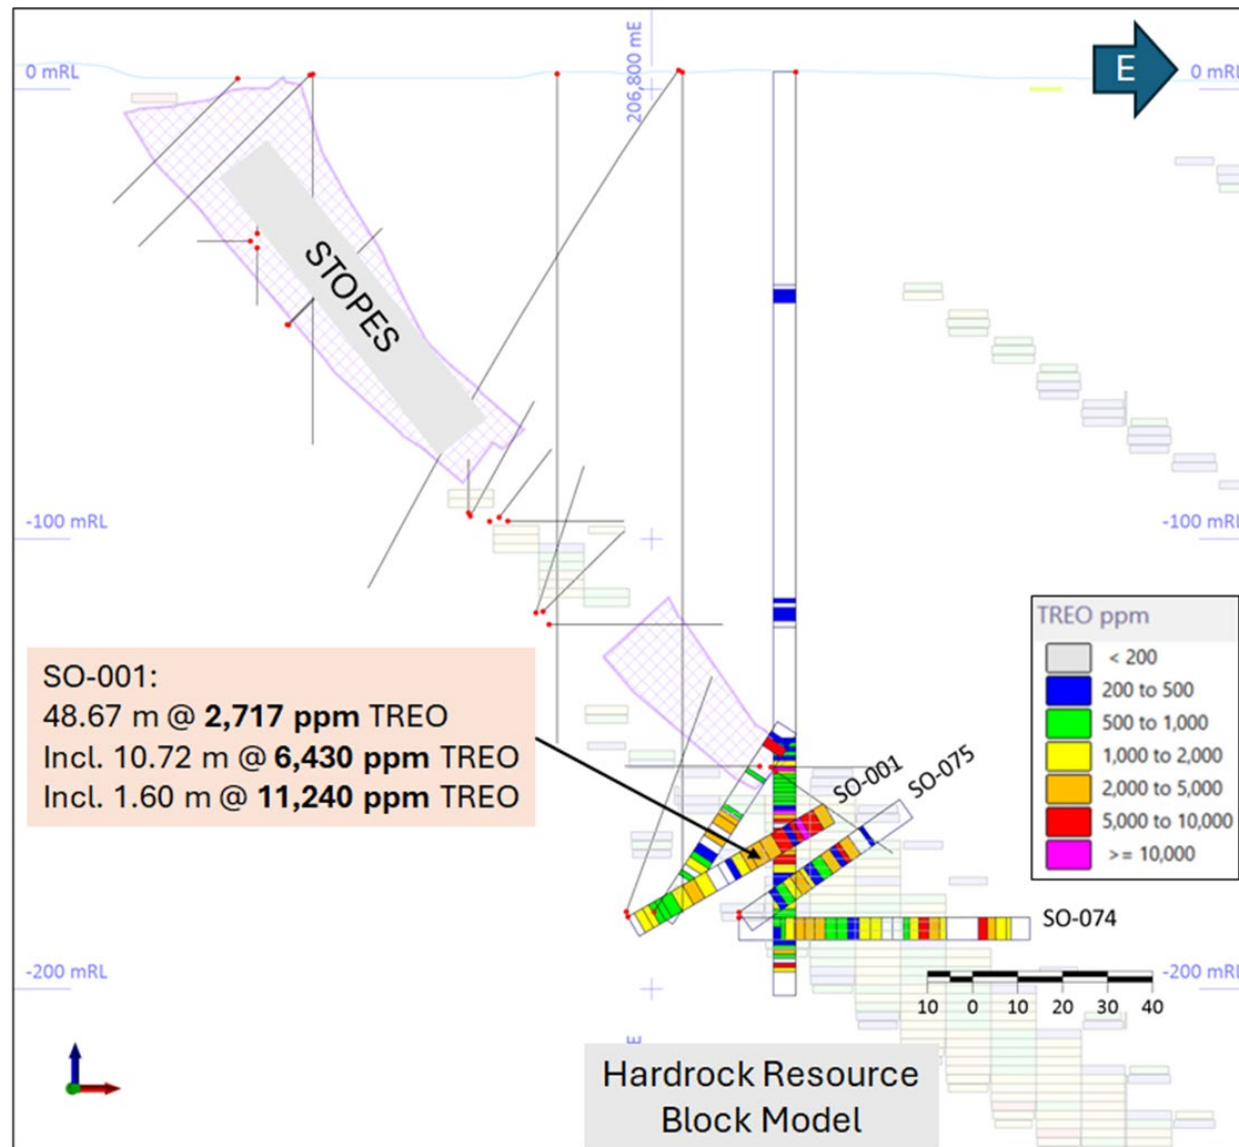 206,800 mE
0 mRL
E
0 mRL
STOPES
-100 mRL
-100 mRL
TREO ppm
< 200
200 to 500
500 to 1,000
1,000 to 2,000
2,000 to 5,000
5,000 to 10,000
>= 10,000
SO-001:
48.67 m @ 2,717 ppm TREO
Incl. 10.72 m @ 6,430 ppm TREO
Incl. 1.60 m @ 11,240 ppm TREO
SO-001
SO-075
SO-074
-200 mRL
-200 mRL
10 0 10 20 30 40
E
Hardrock Resource
Block Model